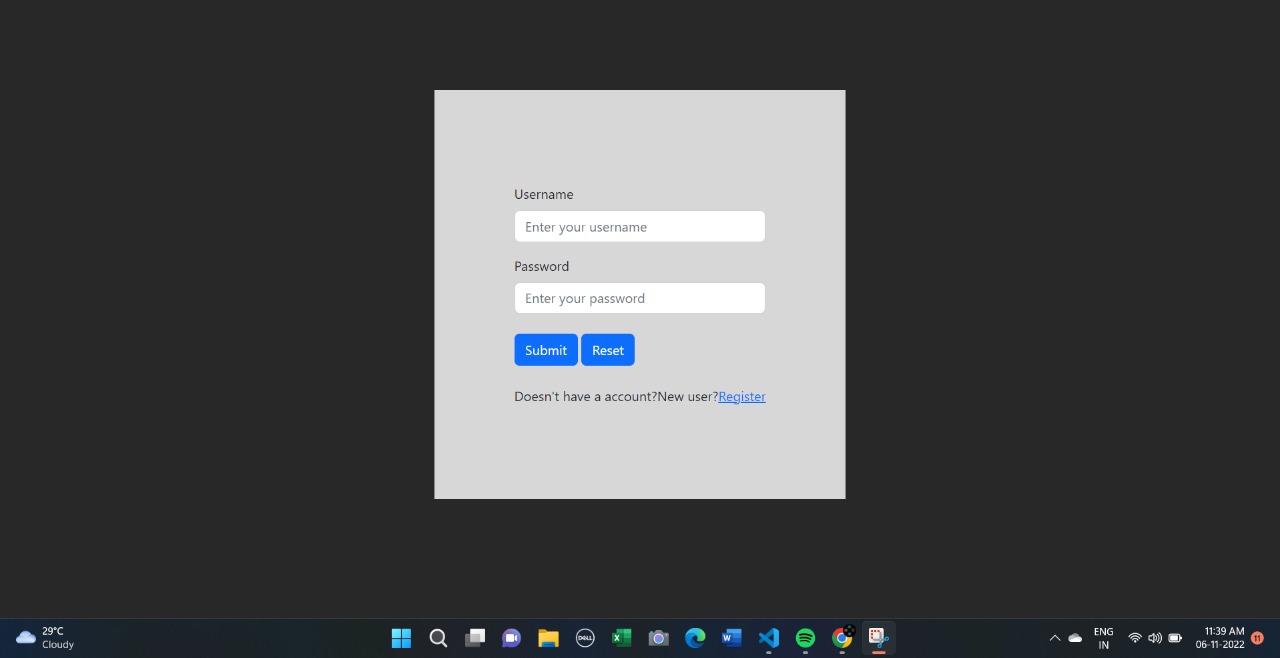 Username
Enter your username
Password
Enter your password
Submit Reset
Doesn't have a account?New user?Register
29°C
Cloudy
DELL
W
ENG
IN
11:39 AM
06-11-2022
11